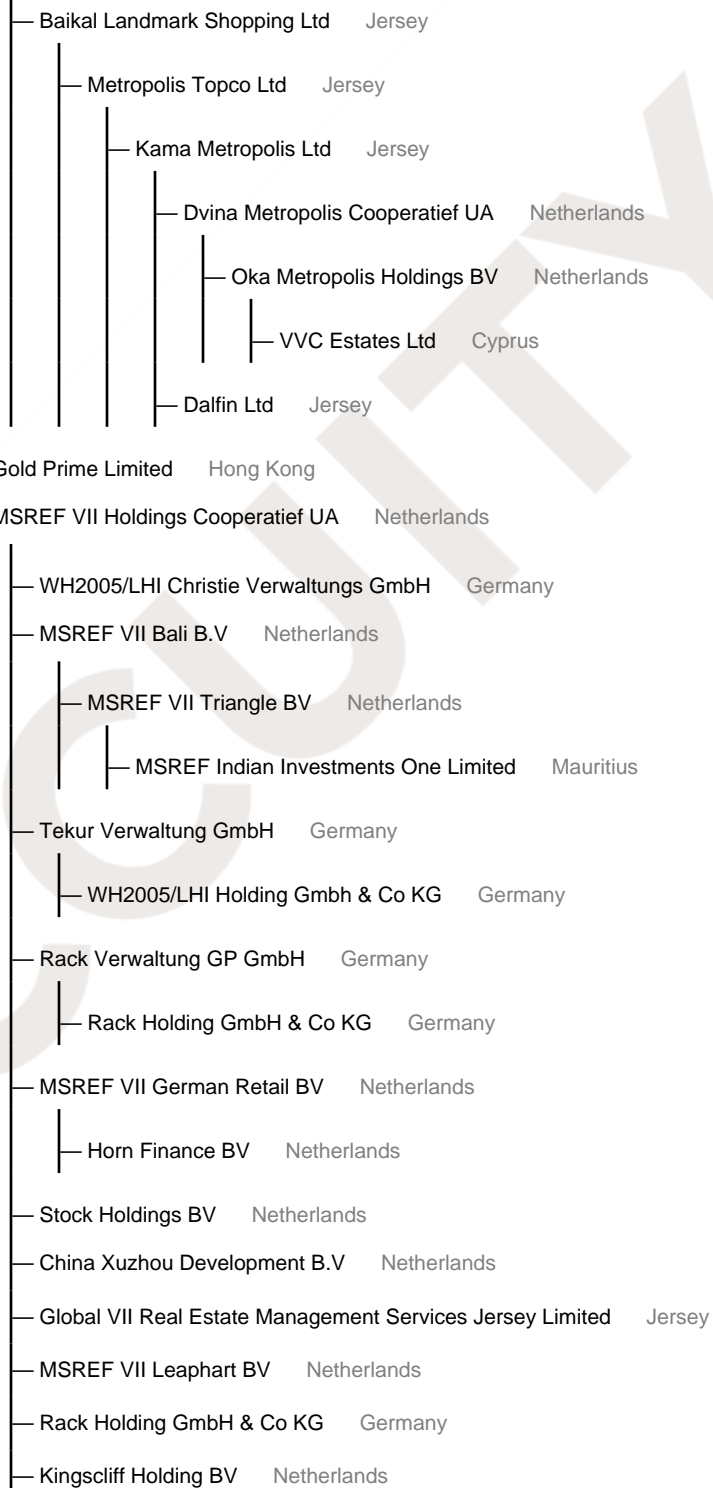 Baikal Landmark Shopping Ltd Jersey
Metropolis Topco Ltd Jersey
Kama Metropolis Ltd Jersey
Dvina Metropolis Cooperatief UA Netherlands
Oka Metropolis Holdings BV Netherlands
VVC Estates Ltd Cyprus
Dalfin Ltd Jersey
Gold Prime Limited Hong Kong
MSREF VII Holdings Cooperatief UA Netherlands
WH2005/LHI Christie Verwaltungs GmbH Germany
MSREF VII Bali B.V Netherlands
MSREF VII Triangle BV Netherlands
MSREF Indian Investments One Limited Mauritius
Tekur Verwaltung GmbH Germany
WH2005/LHI Holding Gmbh & Co KG Germany
Rack Verwaltung GP GmbH Germany
Rack Holding GmbH & Co KG Germany
MSREF VII German Retail BV Netherlands
Horn Finance BV Netherlands
Stock Holdings BV Netherlands
China Xuzhou Development B.V Netherlands
Global VII Real Estate Management Services Jersey Limited Jersey
MSREF VII Leaphart BV Netherlands
Rack Holding GmbH & Co KG Germany
Kingscliff Holding BV Netherlands
CUITY